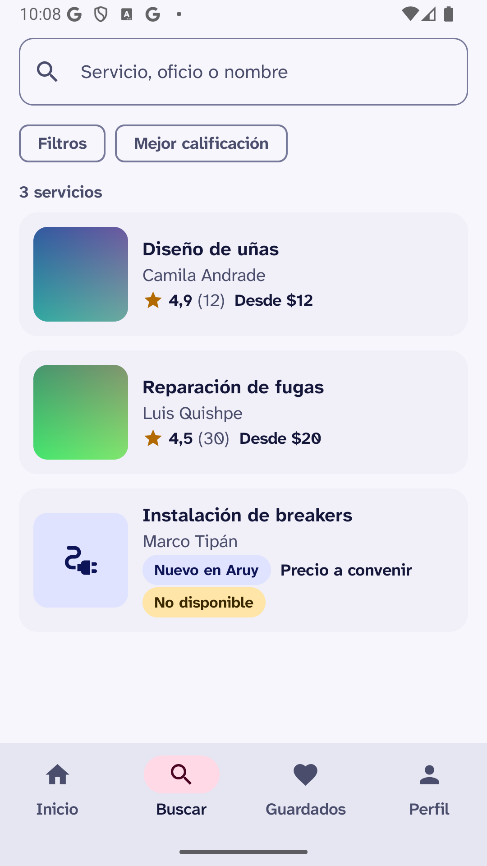 10:08
Servicio, oficio o nombre
Filtros
Mejor calificación
3 servicios
Diseño de uñas
Camila Andrade
4,9 (12) Desde $12
Reparación de fugas
Luis Quishpe
4,5 (30) Desde $20
Instalación de breakers
Marco Tipán
Nuevo en Aruy Precio a convenir
No disponible
Inicio
Buscar
Guardados
Perfil